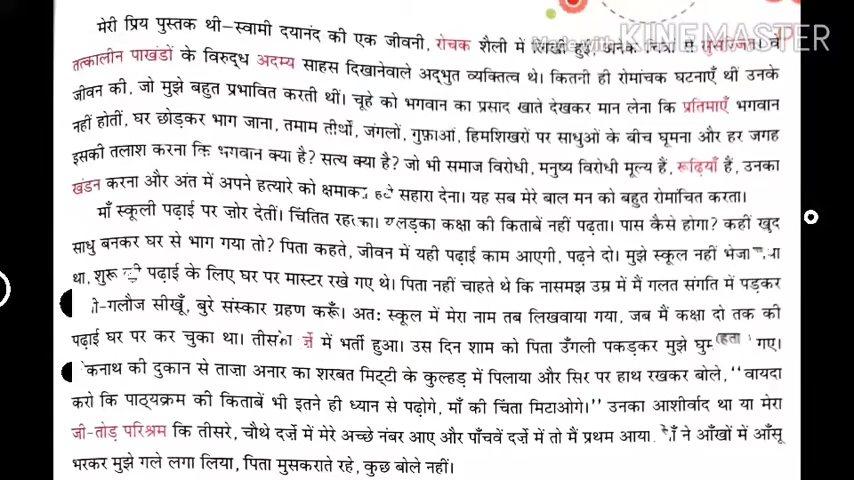 Made with KINEMASTER
मेरी प्रिय पुस्तक थी–स्वामी दयानंद की एक जीवनी, रोचक शैली में लिखी हुई, अनेक चित्रों से सुसज्जित। वे
तत्कालीन पाखंडों के विरुद्ध अदम्य साहस दिखानेवाले अद्भुत व्यक्तित्व थे। कितनी ही रोमांचक घटनाएँ थीं उनके
जीवन की, जो मुझे बहुत प्रभावित करती थीं। चूहे को भगवान का प्रसाद खाते देखकर मान लेना कि प्रतिमाएँ भगवान
नहीं होतीं, घर छोड़कर भाग जाना, तमाम तीर्थों, जंगलों, गुफ़ाओं, हिमशिखरों पर साधुओं के बीच घूमना और हर जगह
इसकी तलाश करना कि भगवान क्या है? सत्य क्या है? जो भी समाज विरोधी, मनुष्य विरोधी मूल्य हैं, रूढ़ियाँ हैं, उनका
खंडन करना और अंत में अपने हत्यारे को सहारा देना। यह सब मेरे बाल मन को बहुत रोमांचित करता।
माँ स्कूली पढ़ाई पर ज़ोर देतीं। चिंतित लड़का कक्षा की किताबें नहीं पढ़ता। पास कैसे होगा? कहीं खुद
साधु बनकर घर से भाग गया तो? पिता कहते, जीवन में यही पढ़ाई काम आएगी, पढ़ने दो। मुझे स्कूल नहीं भेजा गया
था, शुरू की पढ़ाई के लिए घर पर मास्टर रखे गए थे। पिता नहीं चाहते थे कि नासमझ उम्र में मैं गलत संगति में पड़कर
-गलौज सीखूँ, बुरे संस्कार ग्रहण करूँ। अतः स्कूल में मेरा नाम तब लिखवाया गया, जब मैं कक्षा दो तक की
पढ़ाई घर पर कर चुका था। में भर्ती हुआ। उस दिन शाम को पिता उँगली पकड़कर मुझे गए।
कनाथ की दुकान से ताज़ा अनार का शरबत मिट्टी के कुल्हड़ में पिलाया और सिर पर हाथ रखकर बोले, “वायदा
करो कि पाठ्यक्रम की किताबें भी इतने ही ध्यान से पढ़ोगे, माँ की चिंता मिटाओगे।” उनका आशीर्वाद था या मेरा
जी-तोड़ परिश्रम कि तीसरे, चौथे दर्ज़े में मेरे अच्छे नंबर आए और पाँचवें दर्ज़े में तो मैं प्रथम आया। माँ ने आँखों में आँसू
भरकर मुझे गले लगा लिया, पिता मुसकराते रहे, कुछ बोले नहीं।